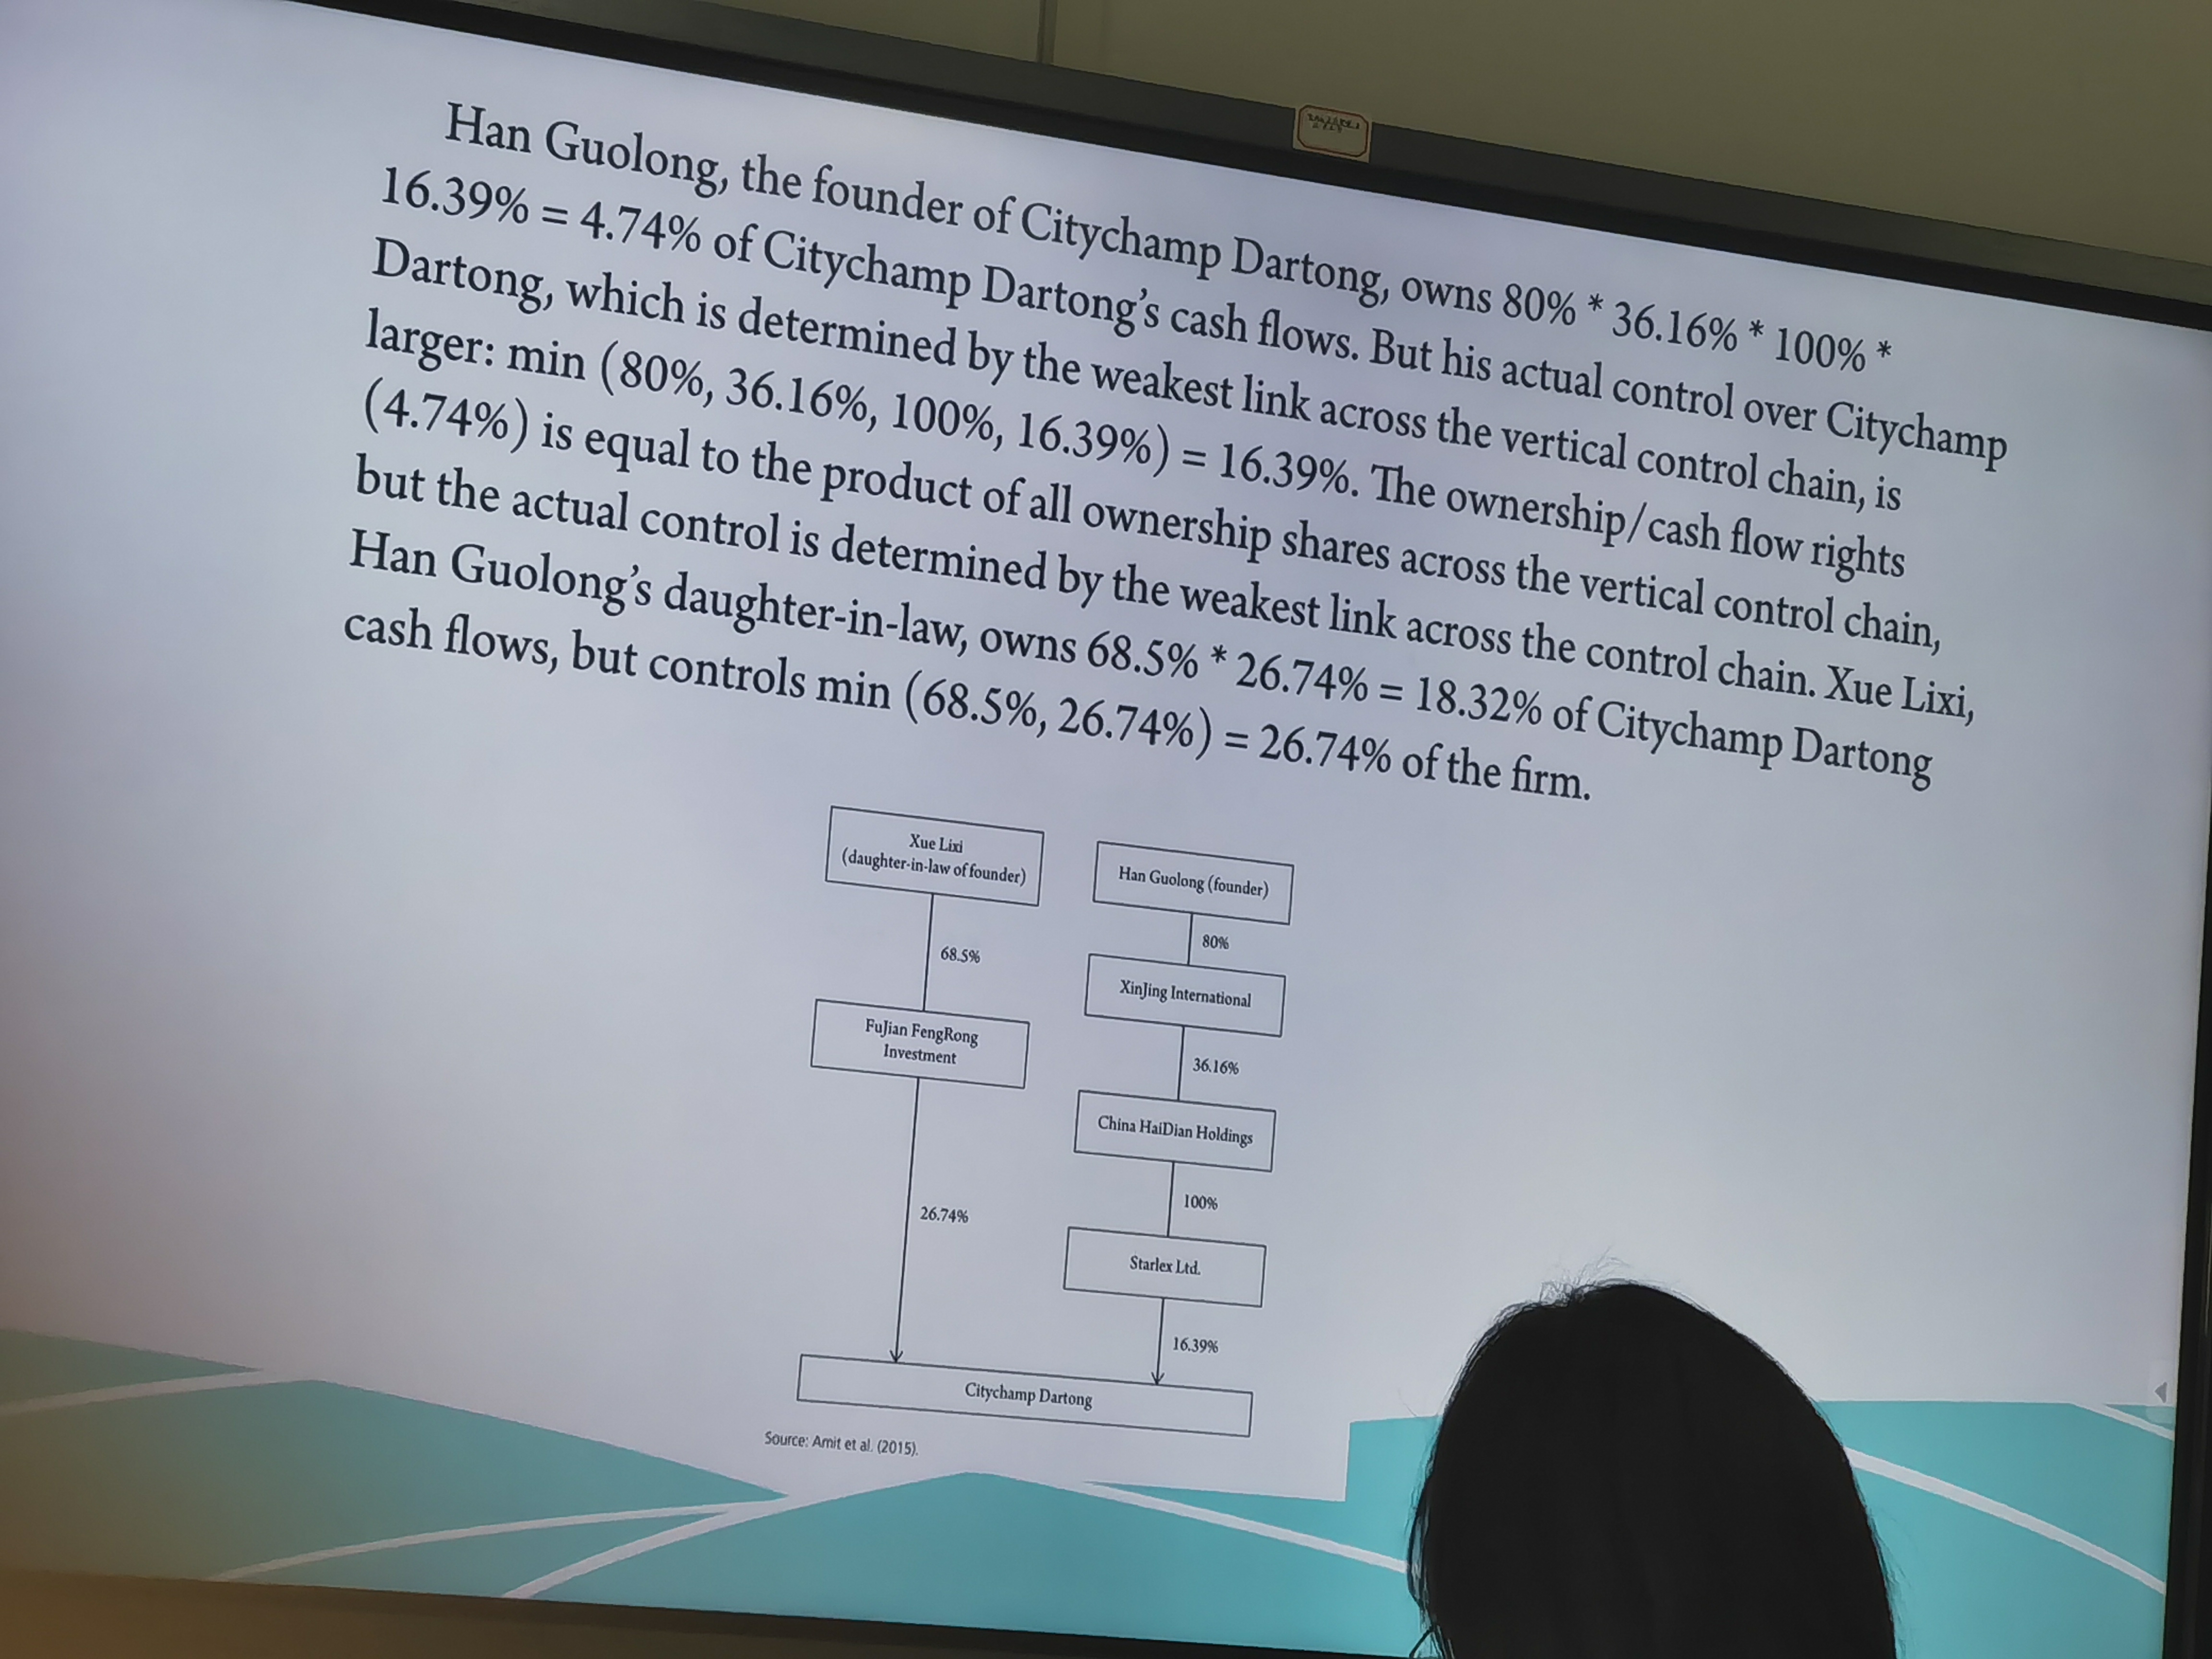 Han Guolong, the founder of Citychamp Dartong, owns 80% * 36.16% * 100% *
16.39% = 4.74% of Citychamp Dartong's cash flows. But his actual control over Citychamp
Dartong, which is determined by the weakest link across the vertical control chain, is
larger: min (80%, 36.16%, 100%, 16.39%) = 16.39%. The ownership/cash flow rights
(4.74%) is equal to the product of all ownership shares across the vertical control chain,
but the actual control is determined by the weakest link across the control chain. Xue Lixi,
Han Guolong's daughter-in-law, owns 68.5% * 26.74% = 18.32% of Citychamp Dartong
cash flows, but controls min (68.5%, 26.74%) = 26.74% of the firm.
Xue Lixi
(daughter-in-law of founder)
68.5%
FuJian FengRong
Investment
26.74%
Han Guolong (founder)
80%
XinJing International
36.16%
China HaiDian Holdings
100%
Starlex Ltd.
16.39%
Citychamp Dartong
Source: Amit et al. (2015).